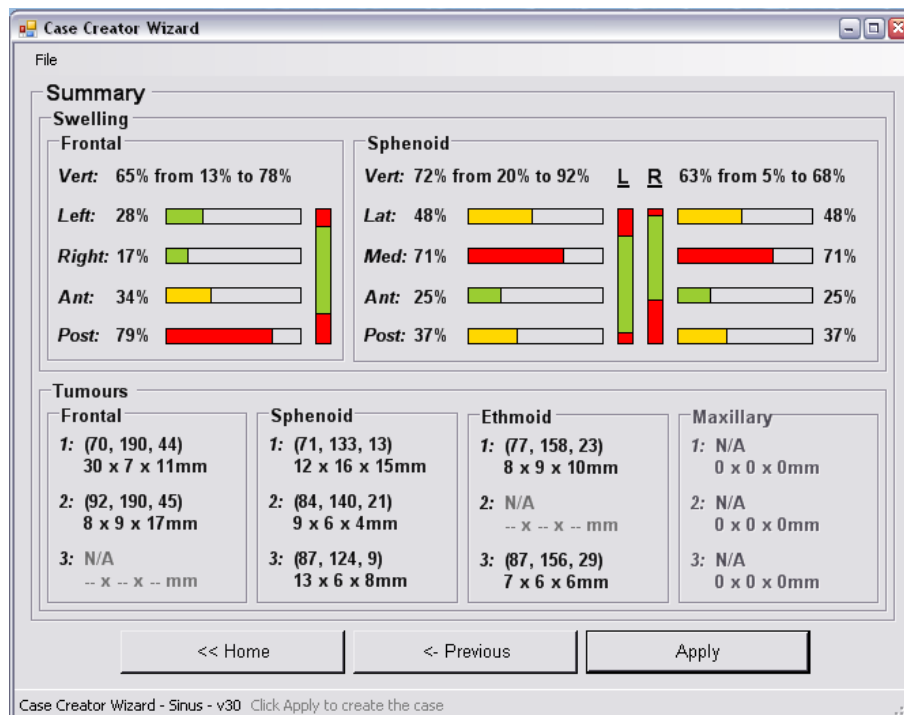 Case Creator Wizard
File
Summary
Swelling
Frontal
Vert: 65% from 13% to 78%
Left: 28%
Right: 17%
Ant: 34%
Post: 79%
Sphenoid
Vert: 72% from 20% to 92% L R 63% from 5% to 68%
Lat: 48% 48%
Med: 71% 71%
Ant: 25% 25%
Post: 37% 37%
Tumours
Frontal
1: (70, 190, 44)
30 x 7 x 11mm
2: (92, 190, 45)
8 x 9 x 17mm
3: N/A
-- x -- x -- mm
Sphenoid
1: (71, 133, 13)
12 x 16 x 15mm
2: (84, 140, 21)
9 x 6 x 4mm
3: (87, 124, 9)
13 x 6 x 8mm
Ethmoid
1: (77, 158, 23)
8 x 9 x 10mm
2: N/A
-- x -- x -- mm
3: (87, 156, 29)
7 x 6 x 6mm
Maxillary
1: N/A
0 x 0 x 0mm
2: N/A
0 x 0 x 0mm
3: N/A
0 x 0 x 0mm
<< Home
<- Previous
Apply
Case Creator Wizard - Sinus - v30 Click Apply to create the case